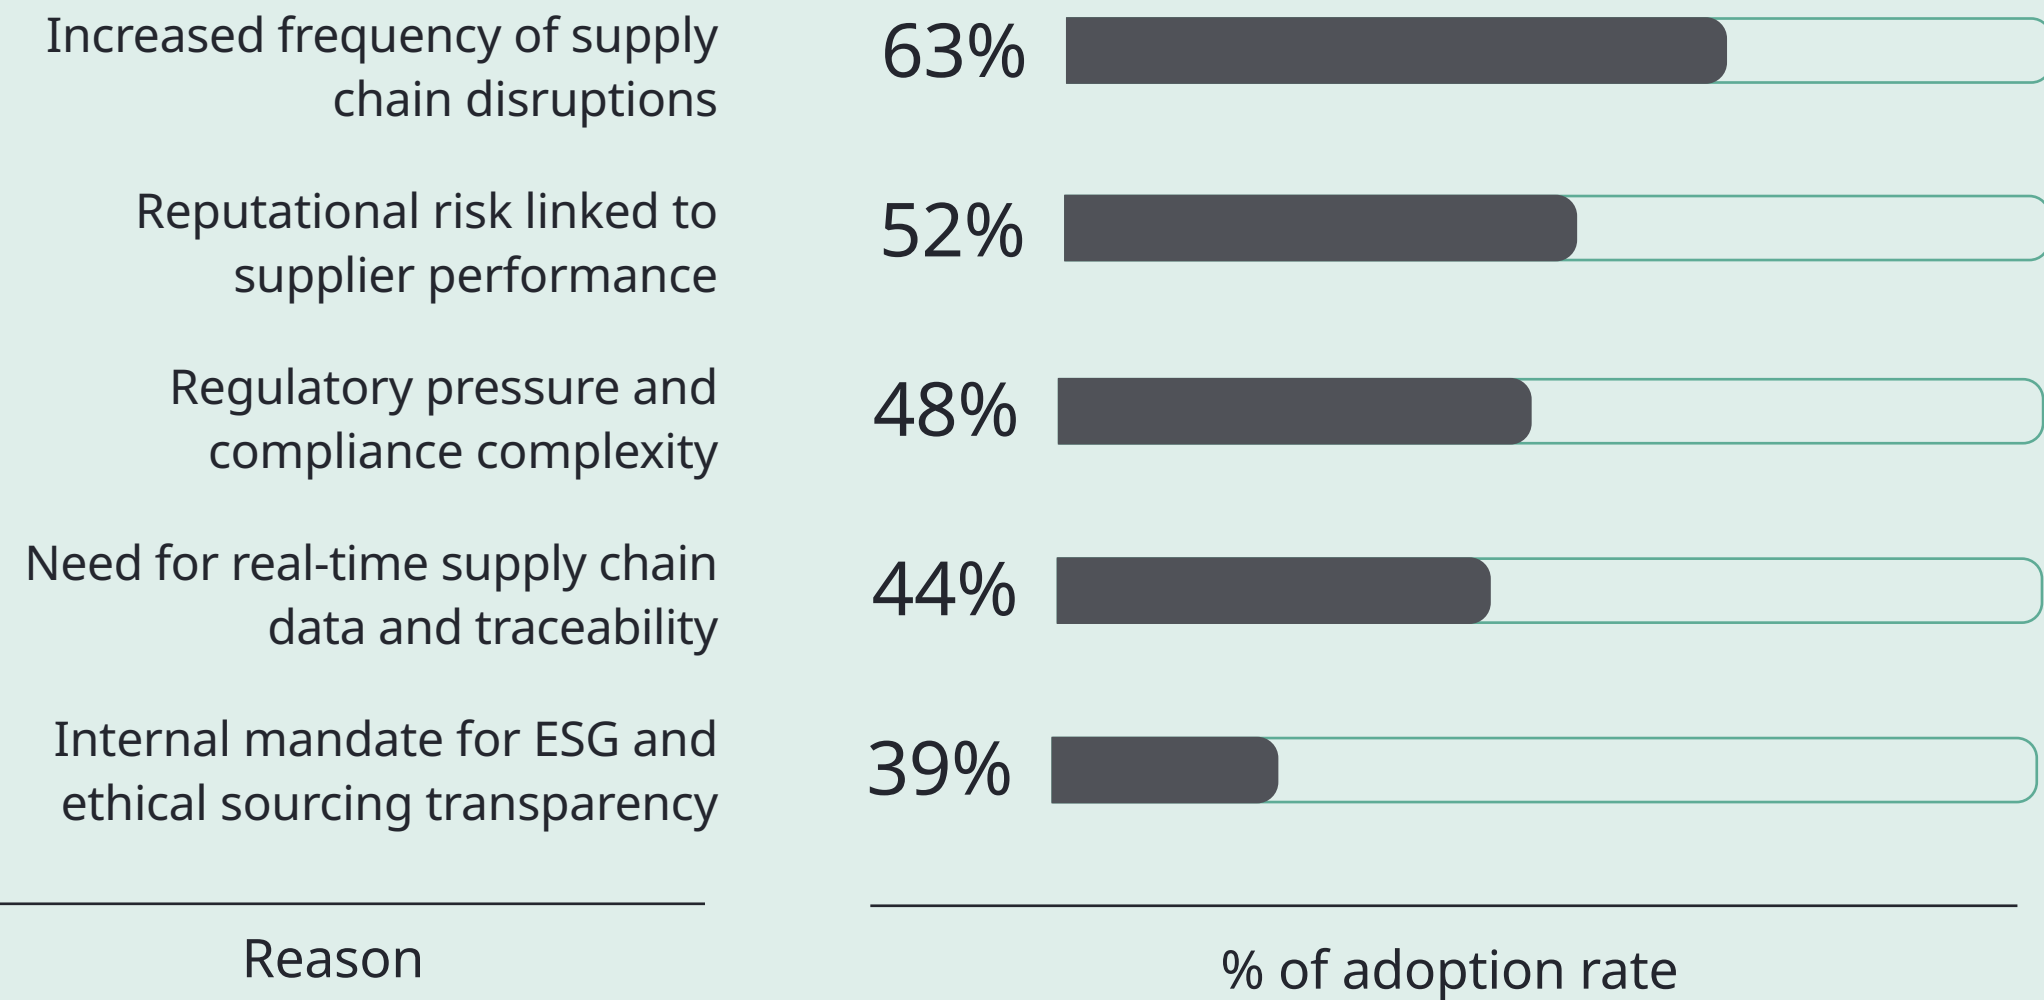 Increased frequency of supply
chain disruptions
63%
Reputational risk linked to
supplier performance
52%
Regulatory pressure and
compliance complexity
48%
Need for real-time supply chain
data and traceability
44%
Internal mandate for ESG and
ethical sourcing transparency
39%
Reason
% of adoption rate